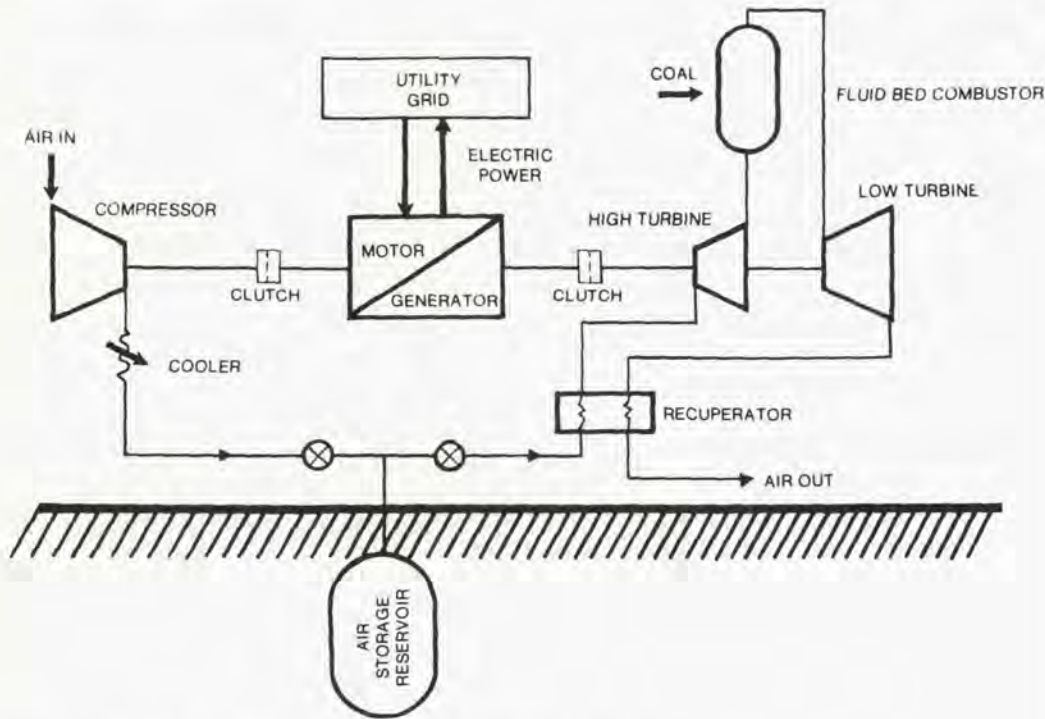 UTILITY
GRID
COAL
FLUID BED COMBUSTOR
AIR IN
ELECTRIC
POWER
LOW TURBINE
COMPRESSOR
HIGH TURBINE
MOTOR
GENERATOR
CLUTCH
CLUTCH
COOLER
RECUPERATOR
AIR OUT
AIR
STORAGE
RESERVOIR